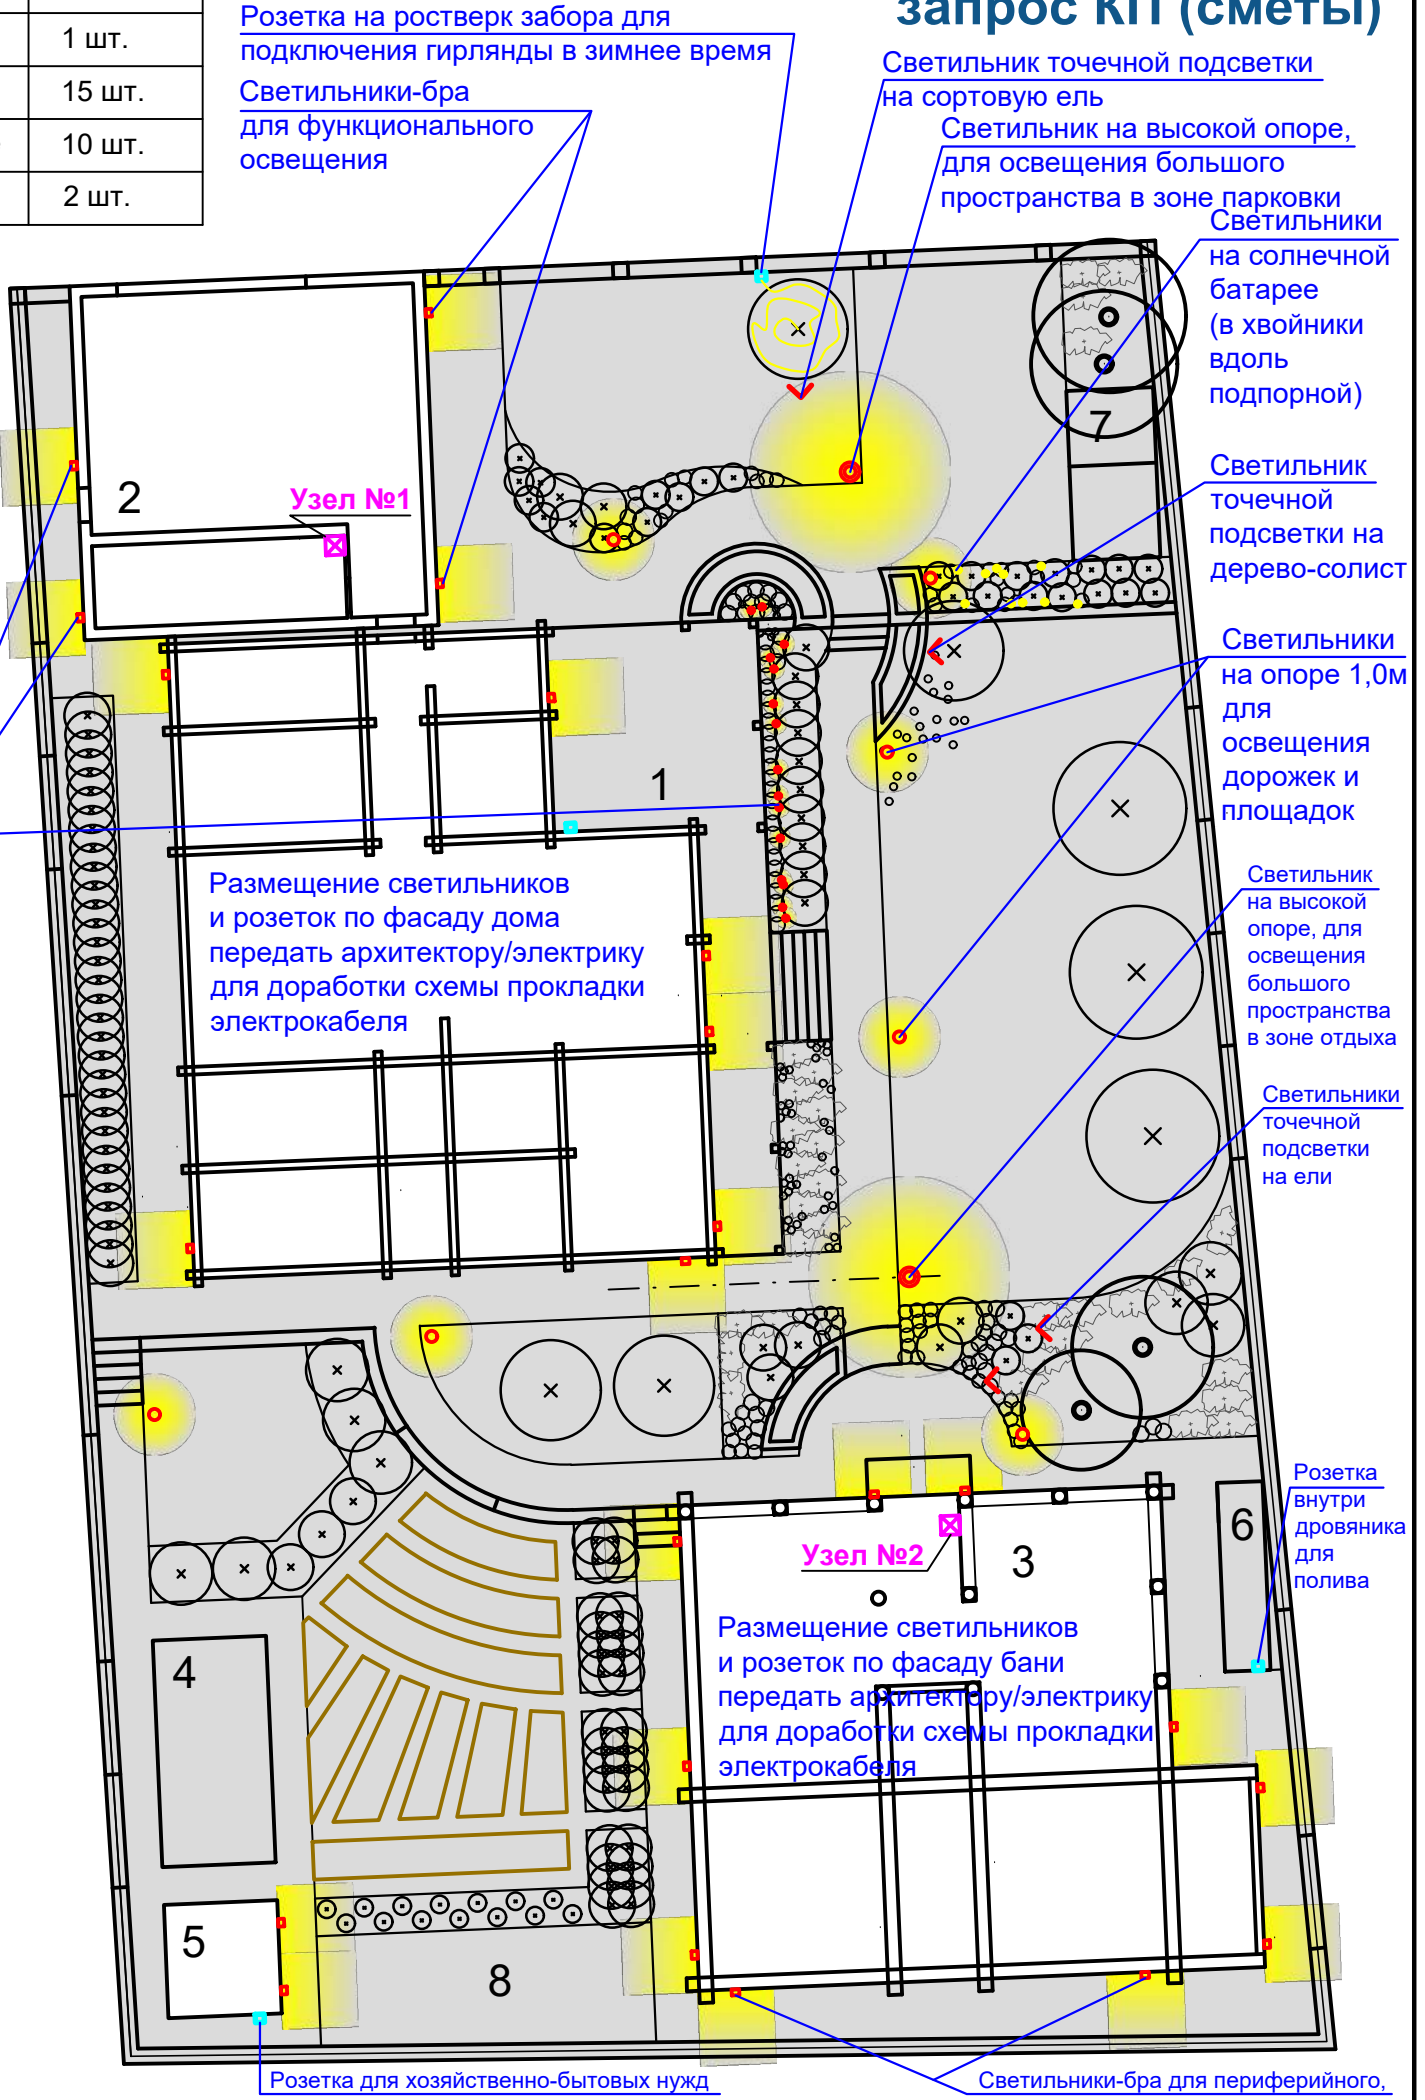 запрос КП (сметы)
1 шт.
15 шт.
10 шт.
2 шт.
Розетка на ростверк забора для
подключения гирлянды в зимнее время
Светильники-бра
для функционального
освещения
Светильник точечной подсветки
на сортовую ель
Светильник на высокой опоре,
для освещения большого
пространства в зоне парковки
Светильники
на солнечной
батарее
(в хвойники
вдоль
подпорной)
7
2
Узел №1
Светильник
точечной
подсветки на
дерево-солист
Светильники
на опоре 1,0м
для
освещения
дорожек и
площадок
1
Размещение светильников
и розеток по фасаду дома
передать архитектору/электрику
для доработки схемы прокладки
электрокабеля
Светильник
на высокой
опоре, для
освещения
большого
пространства
в зоне отдыха
Светильники
точечной
подсветки
на ели
Розетка
внутри
дровяника
для
полива
6
Узел №2
3
Размещение светильников
и розеток по фасаду бани
передать архитектору/электрику
для доработки схемы прокладки
электрокабеля
4
5
8
Розетка для хозяйственно-бытовых нужд
Светильники-бра для периферийного,